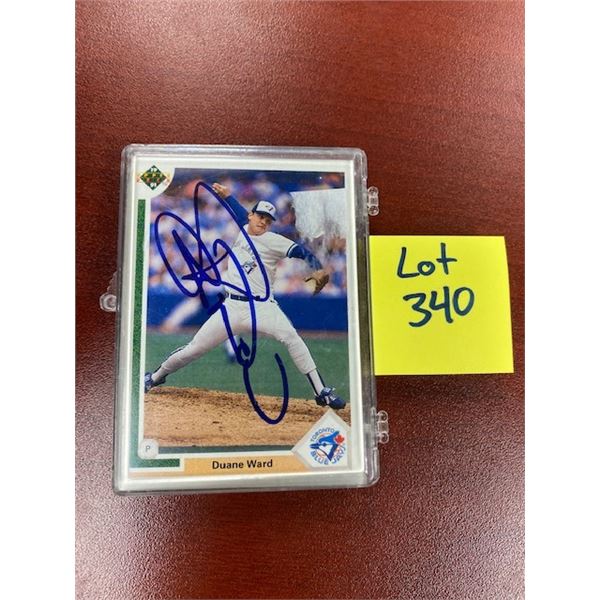 Lot
340
P
Duane Ward
TORONTO
BLUE JAYS